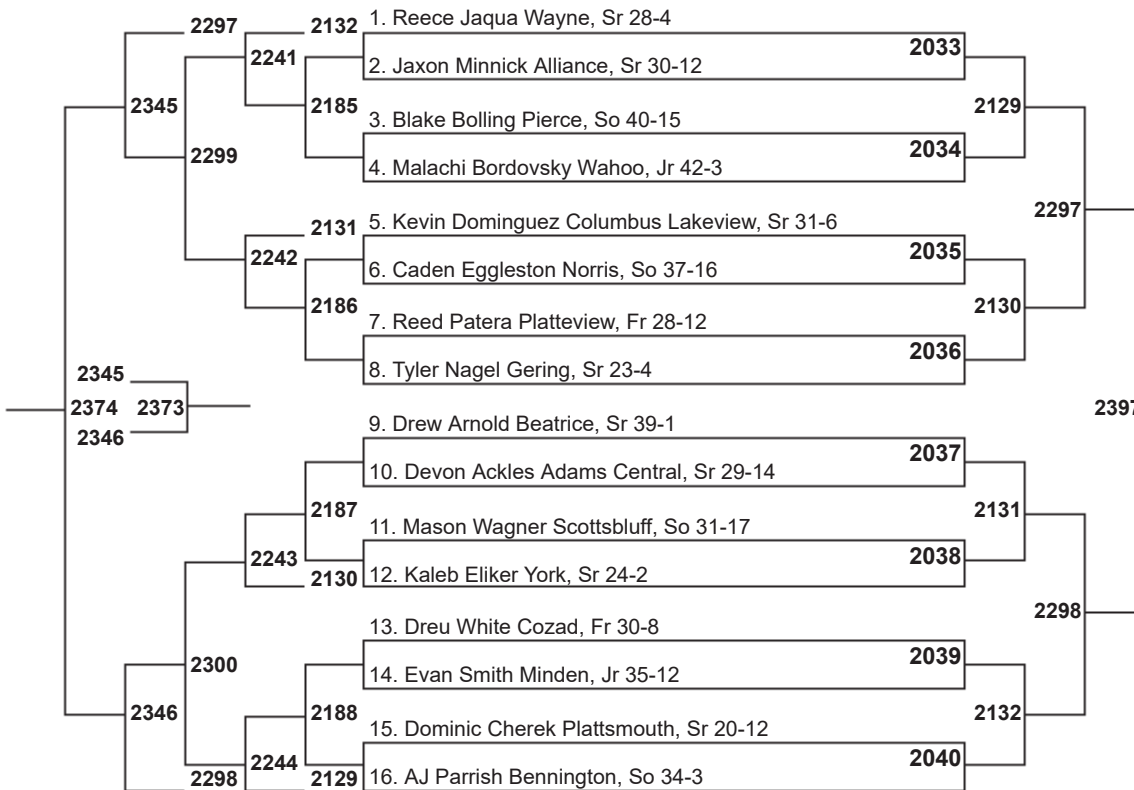 2297
2132
1. Reece Jaqua Wayne, Sr 28-4
2033
2241
2. Jaxon Minnick Alliance, Sr 30-12
2345
2185
3. Blake Bolling Pierce, So 40-15
2129
2034
2299
4. Malachi Bordovsky Wahoo, Jr 42-3
2297
2131
5. Kevin Dominguez Columbus Lakeview, Sr 31-6
2035
2242
6. Caden Eggleston Norris, So 37-16
2186
7. Reed Patera Platteview, Fr 28-12
2130
2036
8. Tyler Nagel Gering, Sr 23-4
2345
2374
2373
2346
2397
9. Drew Arnold Beatrice, Sr 39-1
2037
10. Devon Ackles Adams Central, Sr 29-14
2187
11. Mason Wagner Scottsbluff, So 31-17
2131
2038
2243
2130
12. Kaleb Eliker York, Sr 24-2
2298
13. Dreu White Cozad, Fr 30-8
2039
2300
14. Evan Smith Minden, Jr 35-12
2346
2188
15. Dominic Cherek Plattsmouth, Sr 20-12
2132
2040
2244
2298
2129
16. AJ Parrish Bennington, So 34-3